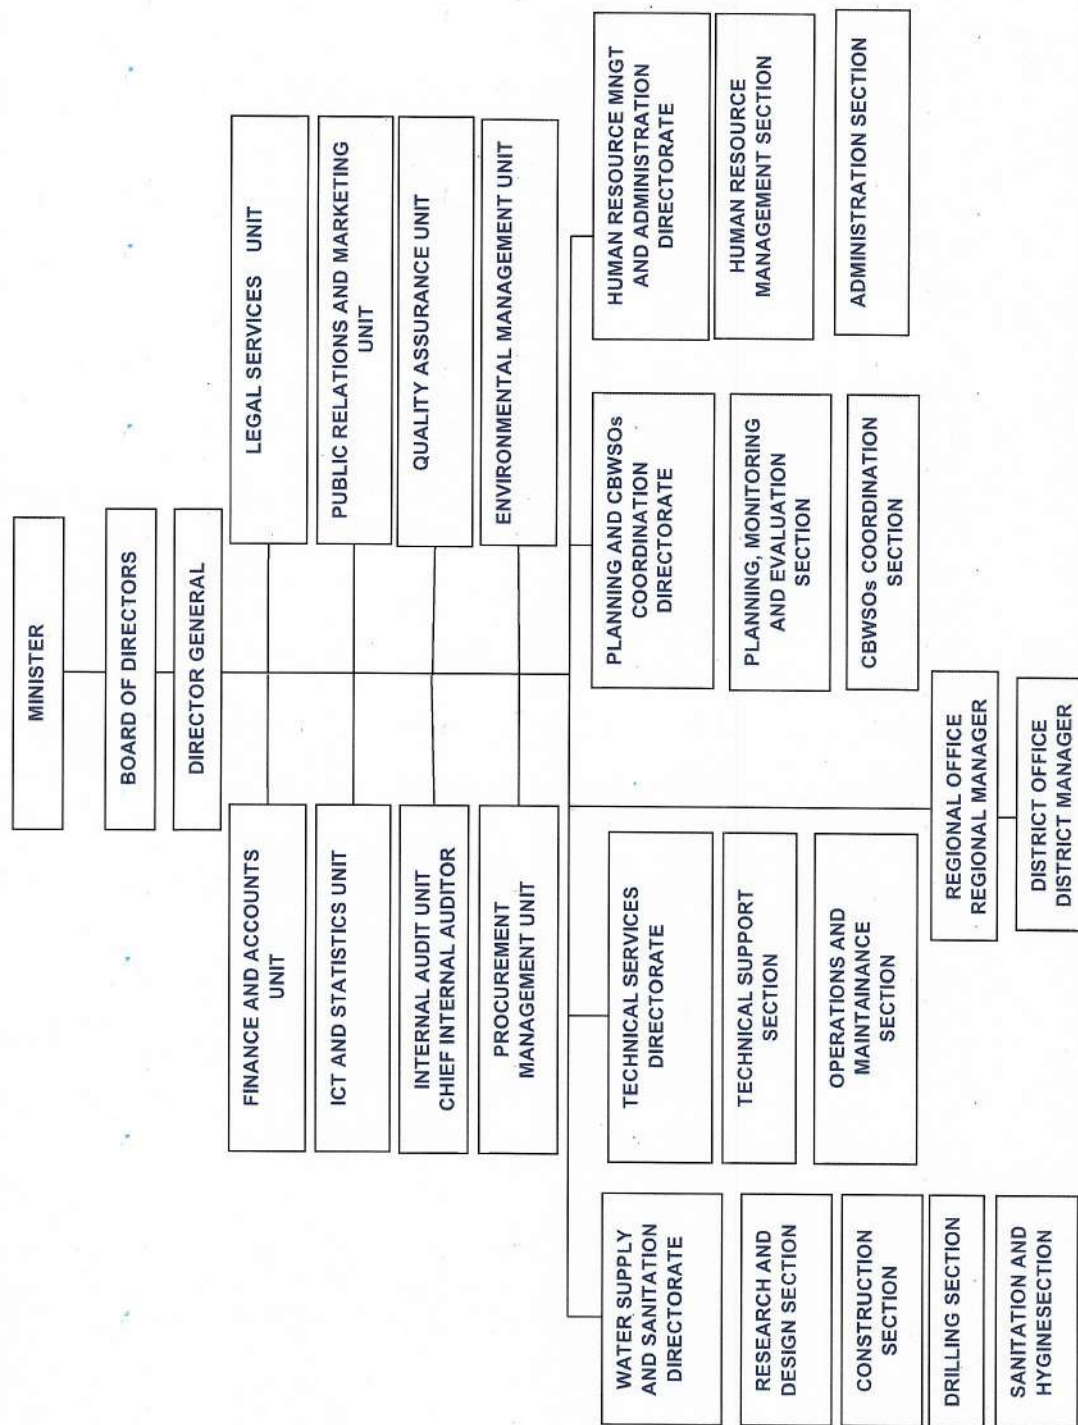 MINISTER
BOARD OF DIRECTORS
DIRECTOR GENERAL
FINANCE AND ACCOUNTS
UNIT
LEGAL SERVICES UNIT
ICT AND STATISTICS UNIT
PUBLIC RELATIONS AND MARKETING
UNIT
INTERNAL AUDIT UNIT
CHIEF INTERNAL AUDITOR
QUALITY ASSURANCE UNIT
PROCUREMENT
MANAGEMENT UNIT
ENVIRONMENTAL MANAGEMENT UNIT
WATER SUPPLY
AND SANITATION
DIRECTORATE
RESEARCH AND
DESIGN SECTION
CONSTRUCTION
SECTION
DRILLING SECTION
SANITATION AND
HYGINESECTION
TECHNICAL SERVICES
DIRECTORATE
TECHNICAL SUPPORT
SECTION
OPERATIONS AND
MAINTAINANCE
SECTION
REGIONAL OFFICE
REGIONAL MANAGER
DISTRICT OFFICE
DISTRICT MANAGER
PLANNING AND CBWSOs
COORDINATION
DIRECTORATE
PLANNING, MONITORING
AND EVALUATION
SECTION
CBWSOs COORDINATION
SECTION
HUMAN RESOURCE MNGT
AND ADMINISTRATION
DIRECTORATE
HUMAN RESOURCE
MANAGEMENT SECTION
ADMINISTRATION SECTION